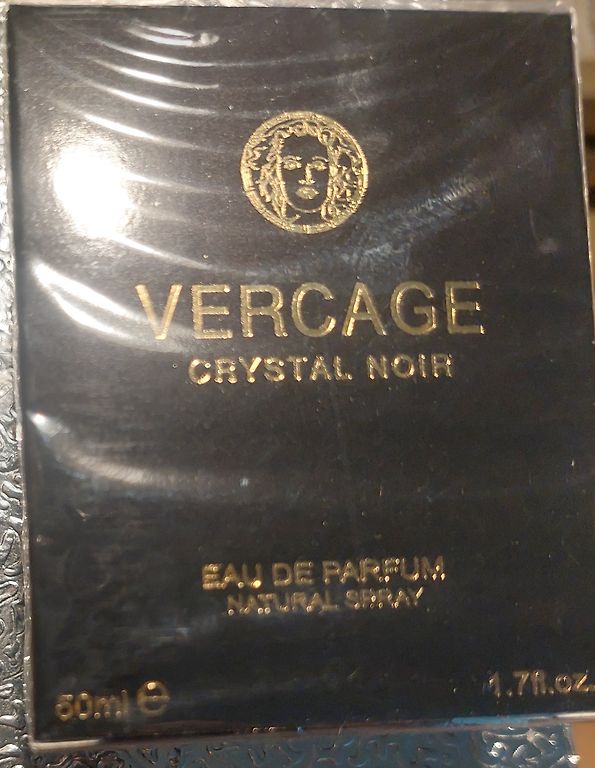 VERCAGE
CRYSTAL NOIR
EAU DE PARFUM
NATURAL SPRAY
50ml ℮
1.7fl.oz.